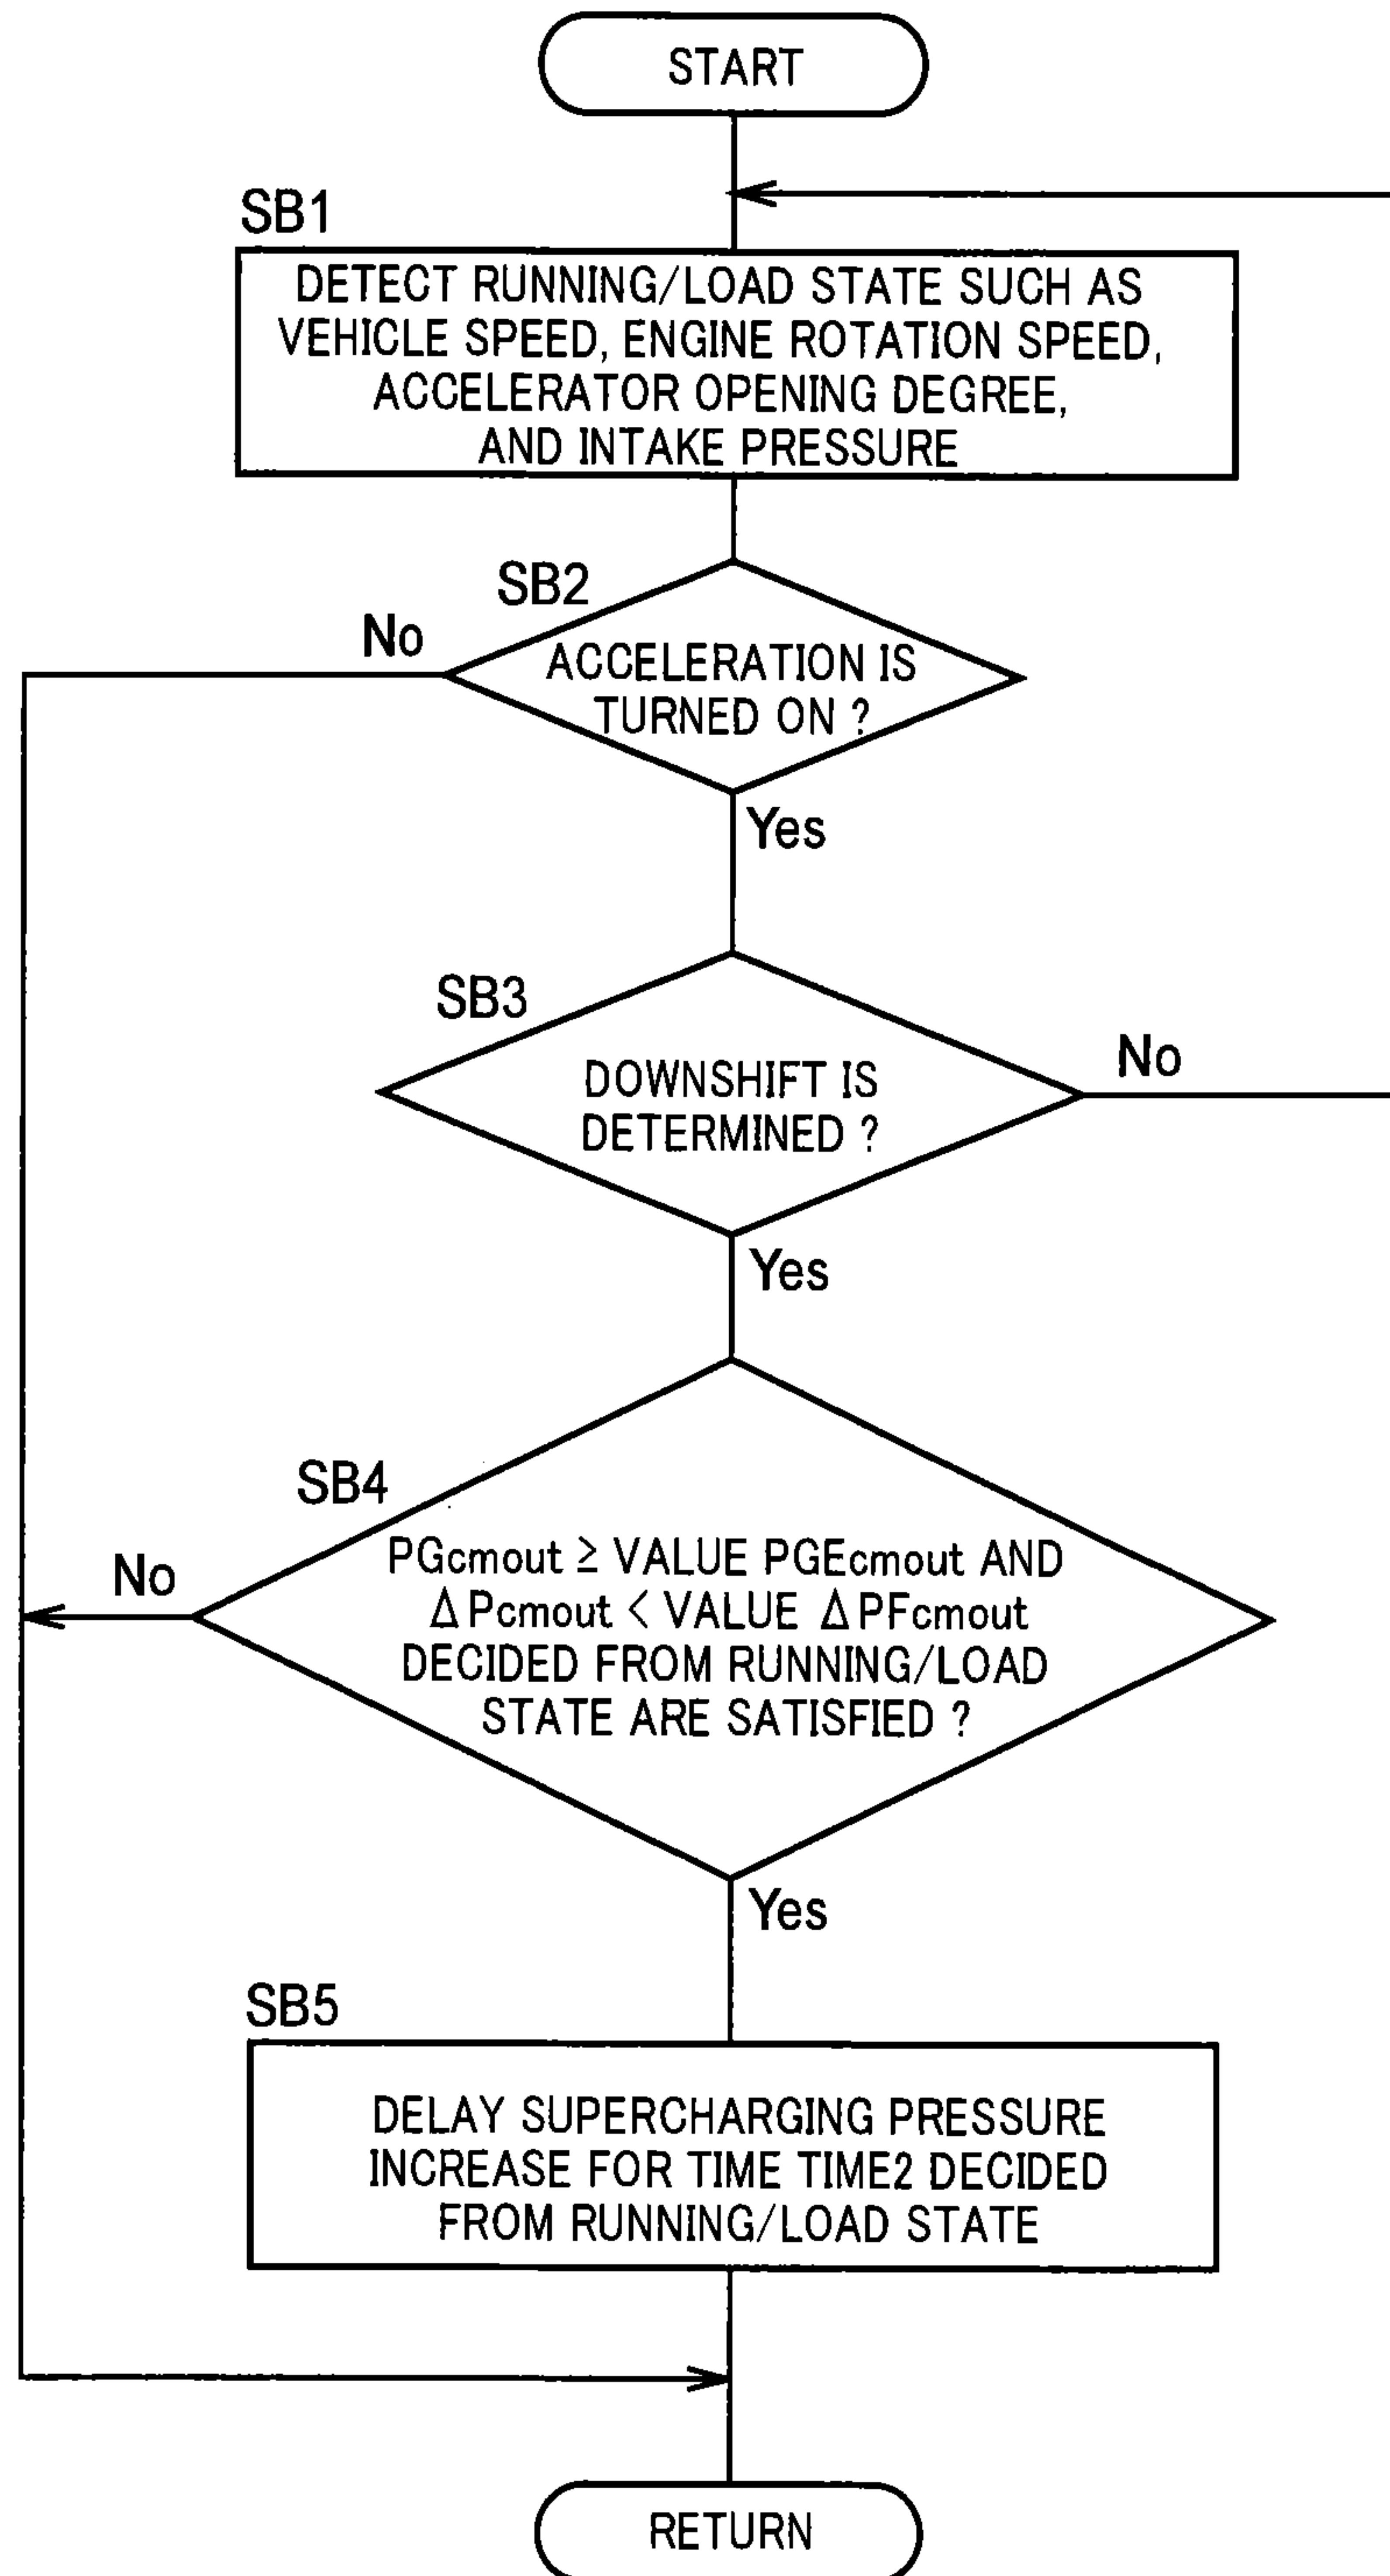 START
SB1
DETECT RUNNING/LOAD STATE SUCH AS
VEHICLE SPEED, ENGINE ROTATION SPEED,
ACCELERATOR OPENING DEGREE,
AND INTAKE PRESSURE
SB2
No
ACCELERATION IS
TURNED ON ?
Yes
SB3
No
DOWNSHIFT IS
DETERMINED ?
Yes
SB4
No
PGcmout ≥ VALUE PGEcmout AND
Δ Pcmout < VALUE Δ PFcmout
DECIDED FROM RUNNING/LOAD
STATE ARE SATISFIED ?
Yes
SB5
DELAY SUPERCHARGING PRESSURE
INCREASE FOR TIME TIME2 DECIDED
FROM RUNNING/LOAD STATE
RETURN